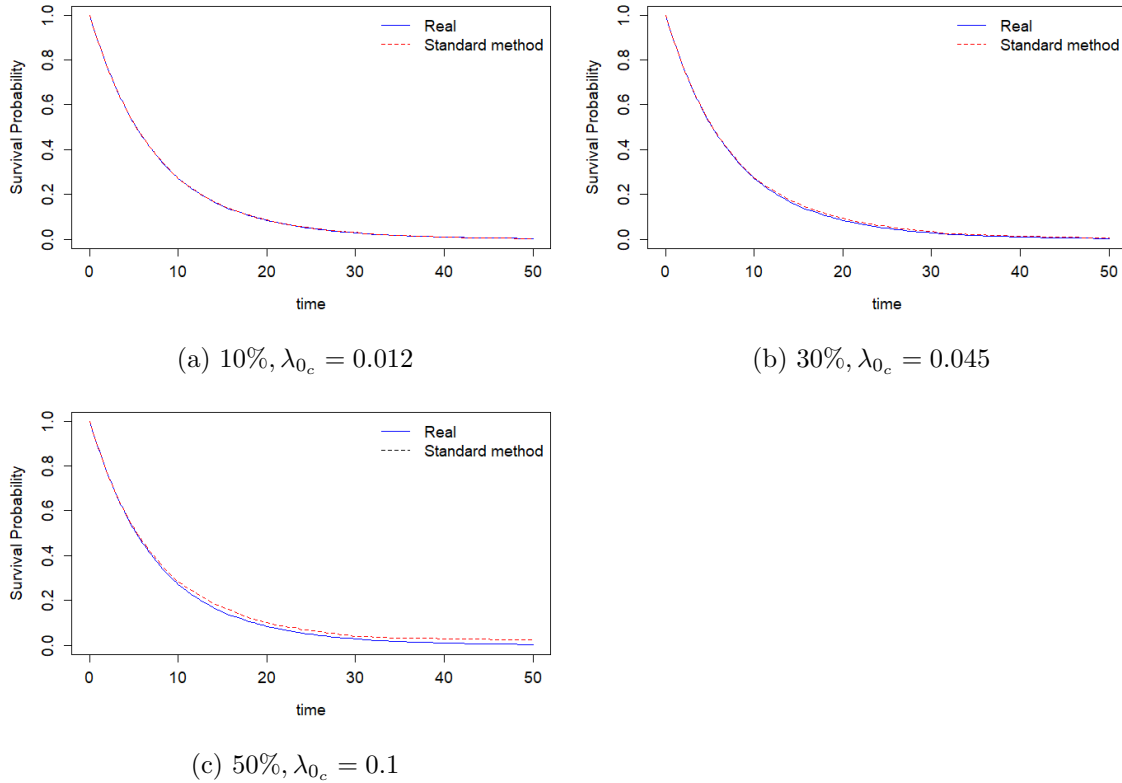 Survival Probability
1.0
0.8
0.6
0.4
0.2
0.0
Real
Standard method
0 10 20 30 40 50
time
(a) 10%, λ₀c = 0.012
Survival Probability
1.0
0.8
0.6
0.4
0.2
0.0
Real
Standard method
0 10 20 30 40 50
time
(b) 30%, λ₀c = 0.045
Survival Probability
1.0
0.8
0.6
0.4
0.2
0.0
Real
Standard method
0 10 20 30 40 50
time
(c) 50%, λ₀c = 0.1